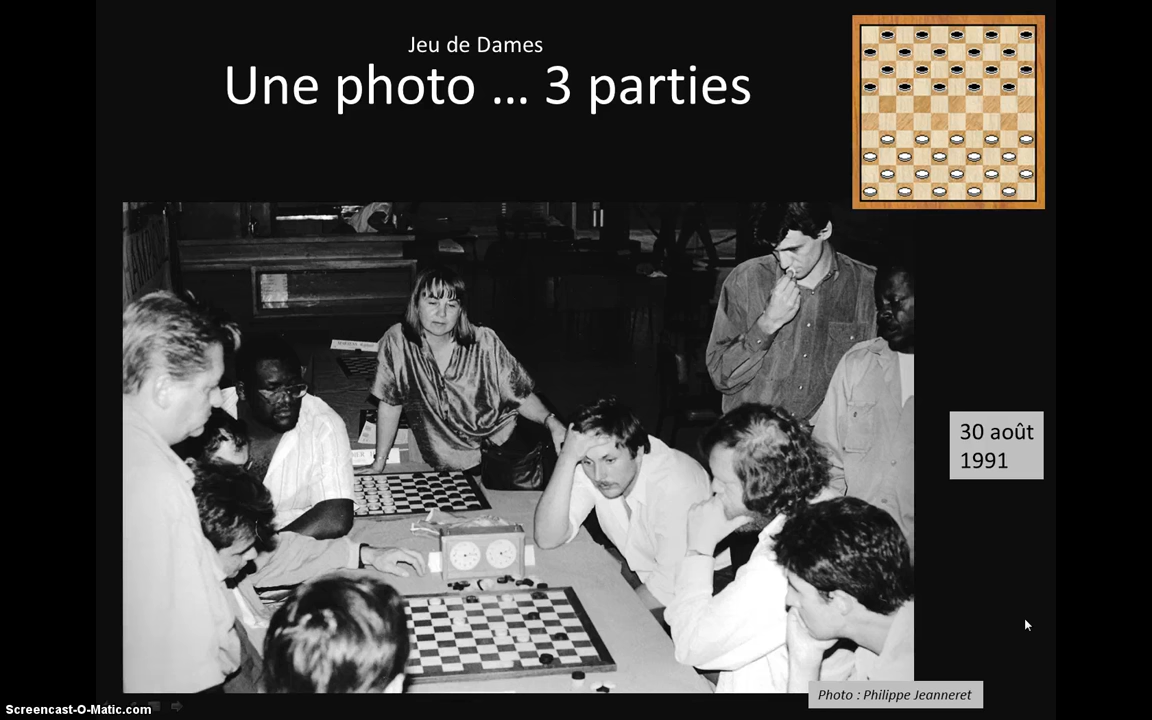 Jeu de Dames
Une photo ... 3 parties
30 août
1991
Photo : Philippe Jeanneret
Screencast-O-Matic.com